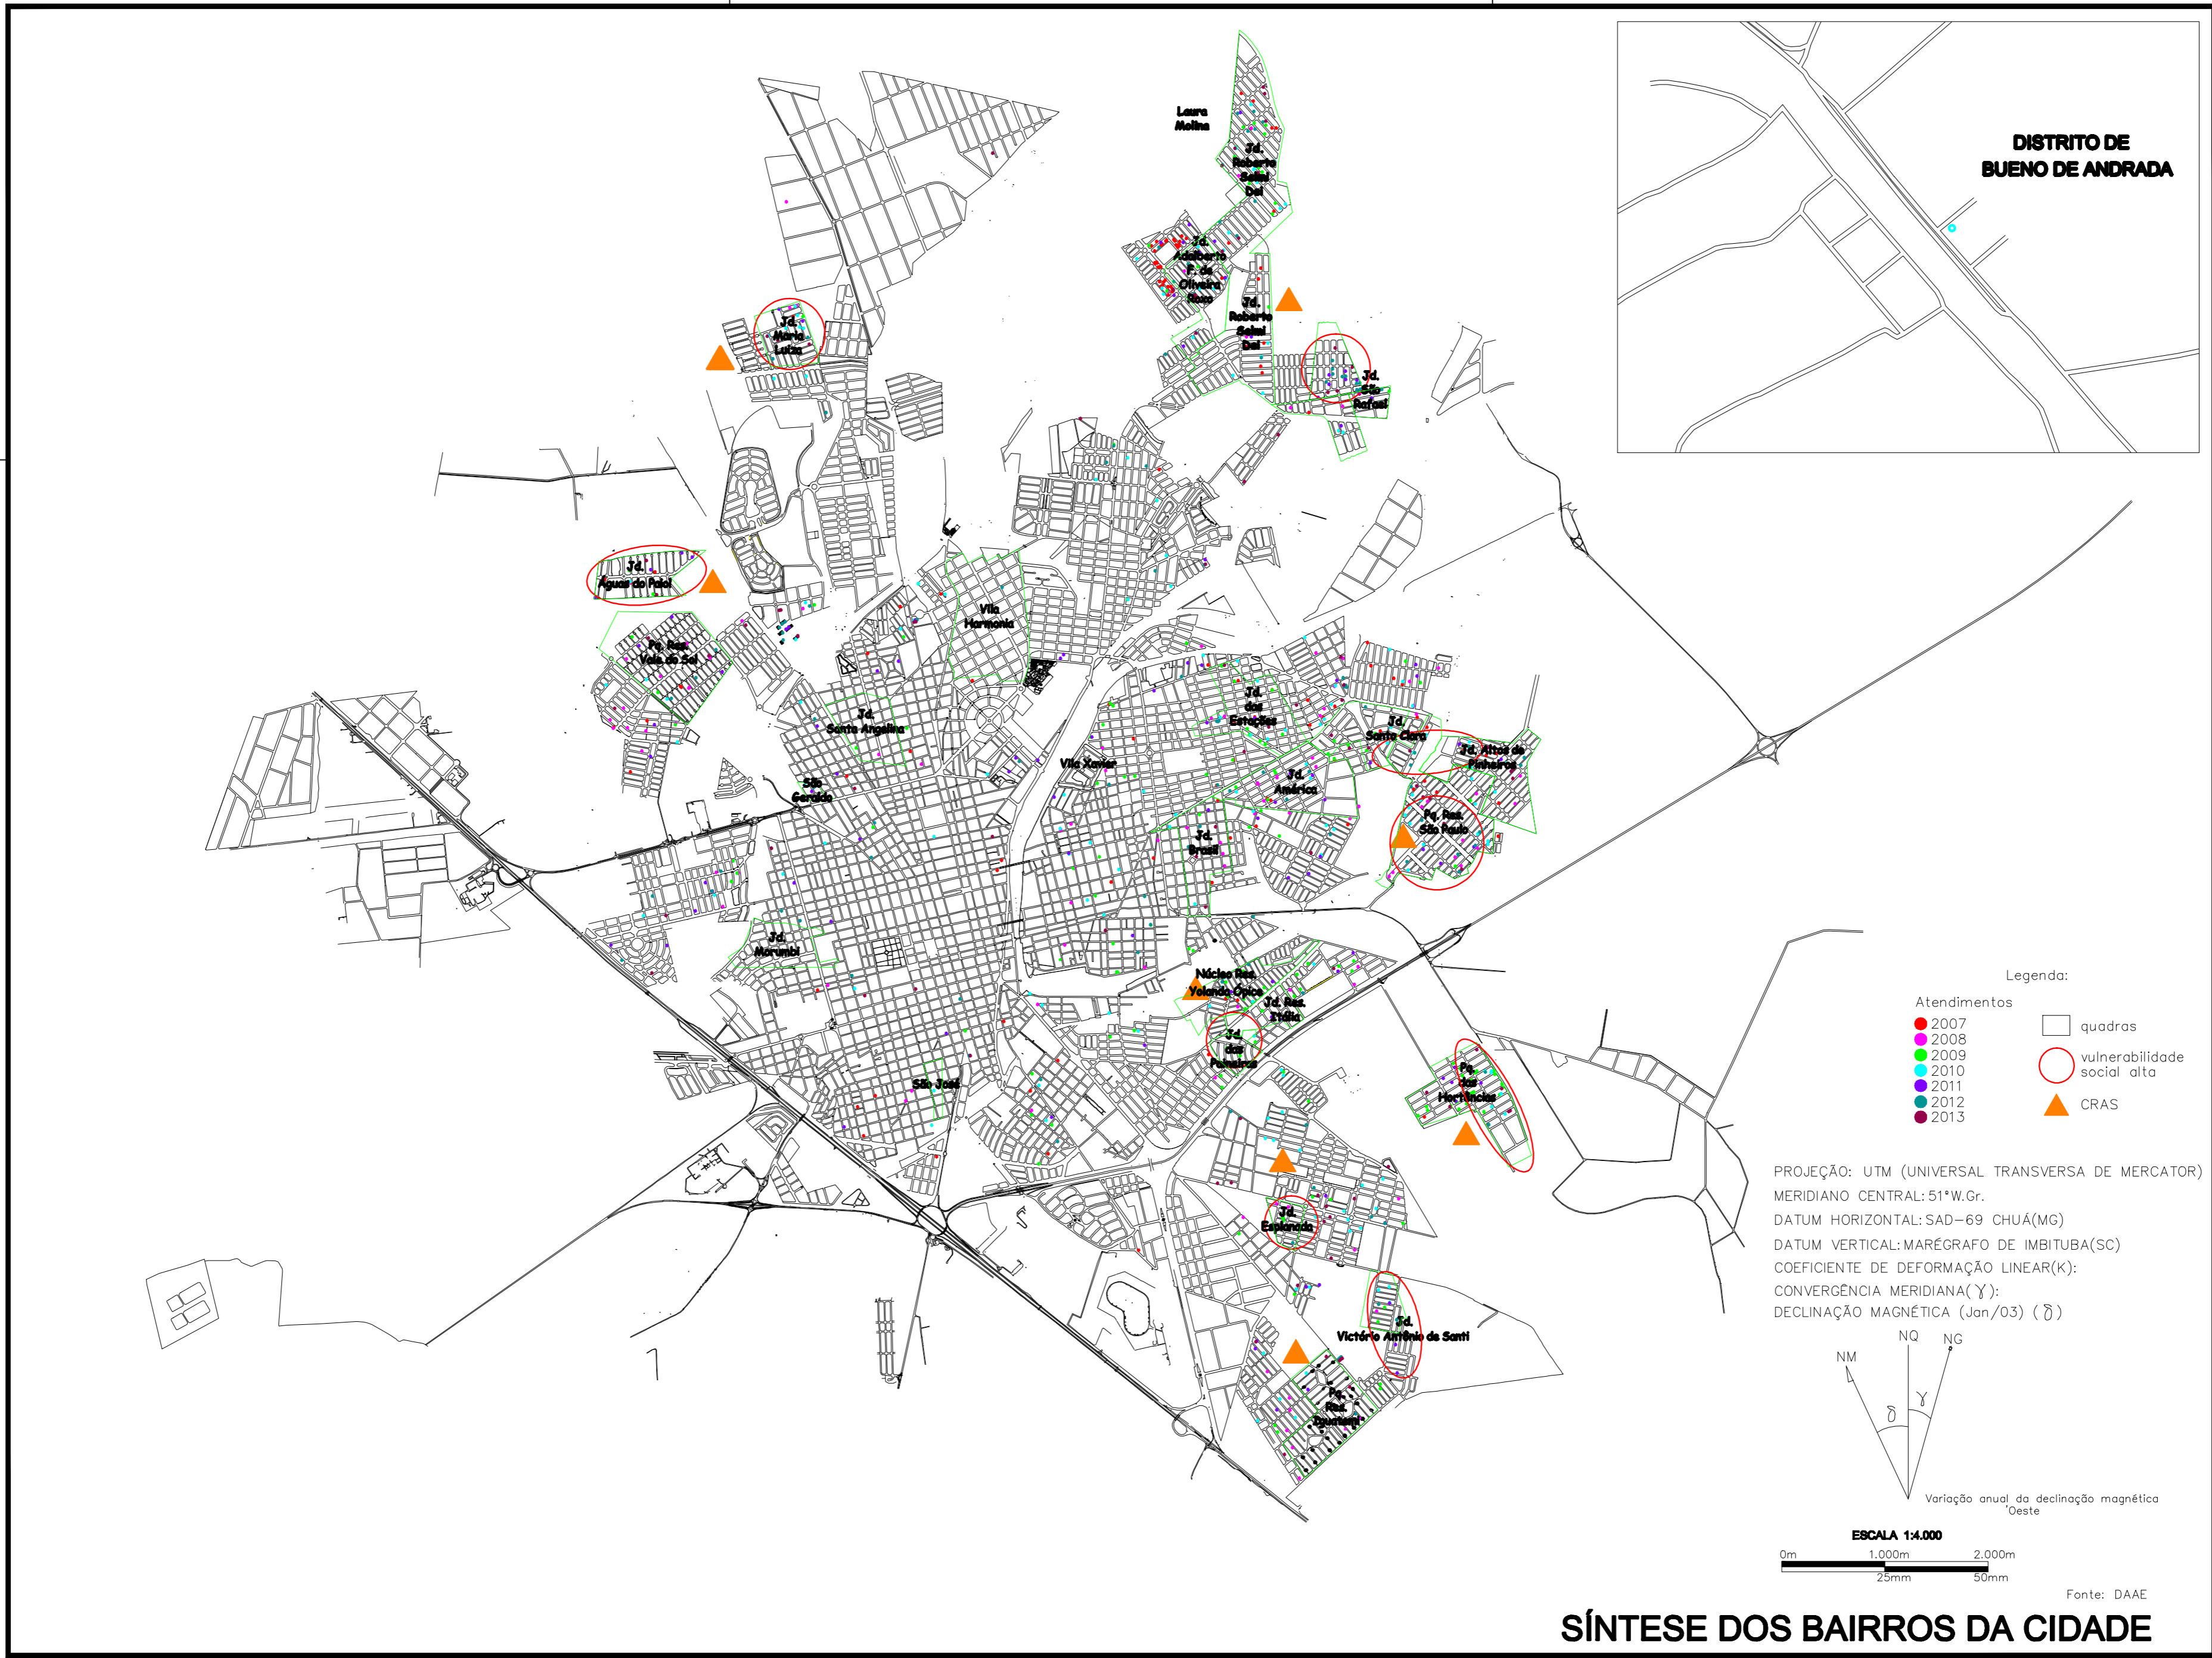 Laura
Molina
Jd.
Roberto
Selmi
Dei
DISTRITO DE
BUENO DE ANDRADA
Jd.
Adalberto
F. de
Oliveira
Roxo
Jd.
Roberto
Selmi
Dei
Jd.
Maria
Luiza
Jd.
São
Rafael
Jd.
Águas do Paiol
Vila
Harmonia
Pq. Res.
Vale do Sol
Jd.
das
Estações
Jd.
Santa Angelina
Jd.
Santa Clara
Jd. Altos de
Pinheiros
Vila Xavier
Jd.
América
São
Geraldo
Pq. Res.
São Paulo
Jd.
Brasil
Jd.
Morumbi
Núcleo Res.
Yolanda Ópice
Jd. Res.
Itália
Jd.
das
Paineiras
São José
Pq.
das
Hortências
Jd.
Esplanada
Jd.
Victório Antônio de Santi
Pq.
Res.
Iguatemi
Legenda:
Atendimentos
2007
2008
2009
2010
2011
2012
2013
quadras
vulnerabilidade
social alta
CRAS
PROJEÇÃO: UTM (UNIVERSAL TRANSVERSA DE MERCATOR)
MERIDIANO CENTRAL: 51°W.Gr.
DATUM HORIZONTAL: SAD-69 CHUÁ(MG)
DATUM VERTICAL: MARÉGRAFO DE IMBITUBA(SC)
COEFICIENTE DE DEFORMAÇÃO LINEAR(K):
CONVERGÊNCIA MERIDIANA(γ):
DECLINAÇÃO MAGNÉTICA (Jan/03) (δ)
NM
NQ
NG
δ
γ
Variação anual da declinação magnética
'Oeste
ESCALA 1:4.000
0m 1.000m 2.000m
25mm 50mm
Fonte: DAAE
SÍNTESE DOS BAIRROS DA CIDADE